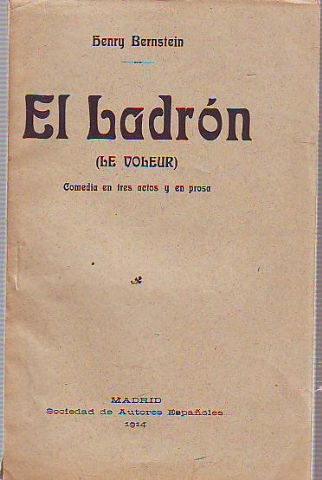 Henry Bernstein
El Ladrón
(LE VOLEUR)
Comedia en tres actos y en prosa
MADRID
Sociedad de Autores Españoles
1914